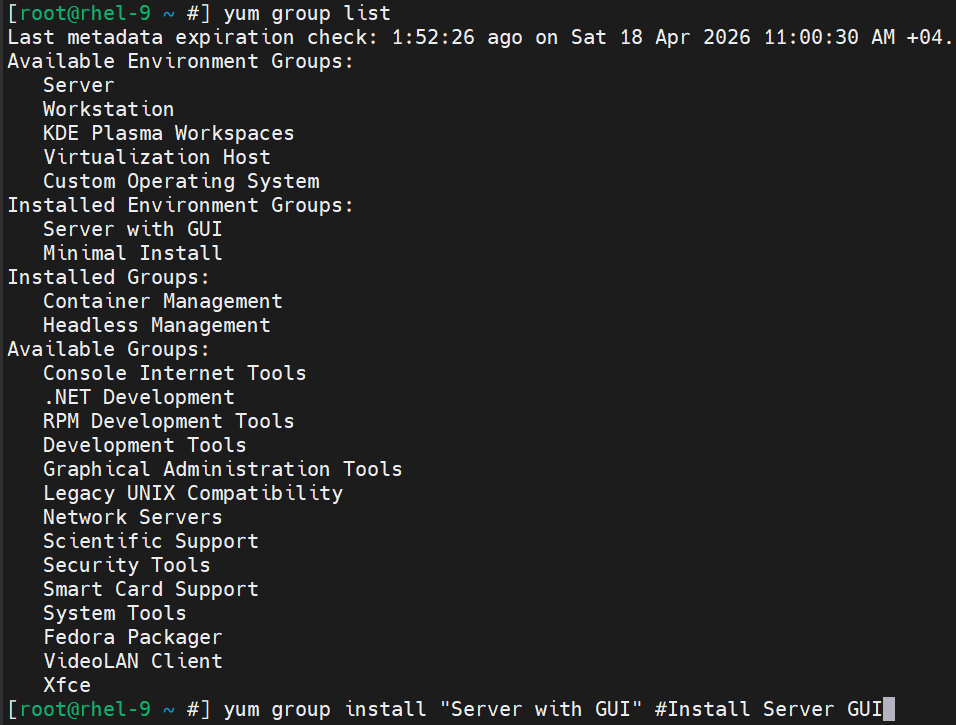 [root@rhel-9 ~ #] yum group list
Last metadata expiration check: 1:52:26 ago on Sat 18 Apr 2026 11:00:30 AM +04.
Available Environment Groups:
   Server
   Workstation
   KDE Plasma Workspaces
   Virtualization Host
   Custom Operating System
Installed Environment Groups:
   Server with GUI
   Minimal Install
Installed Groups:
   Container Management
   Headless Management
Available Groups:
   Console Internet Tools
   .NET Development
   RPM Development Tools
   Development Tools
   Graphical Administration Tools
   Legacy UNIX Compatibility
   Network Servers
   Scientific Support
   Security Tools
   Smart Card Support
   System Tools
   Fedora Packager
   VideoLAN Client
   Xfce
[root@rhel-9 ~ #] yum group install "Server with GUI" #Install Server GUI